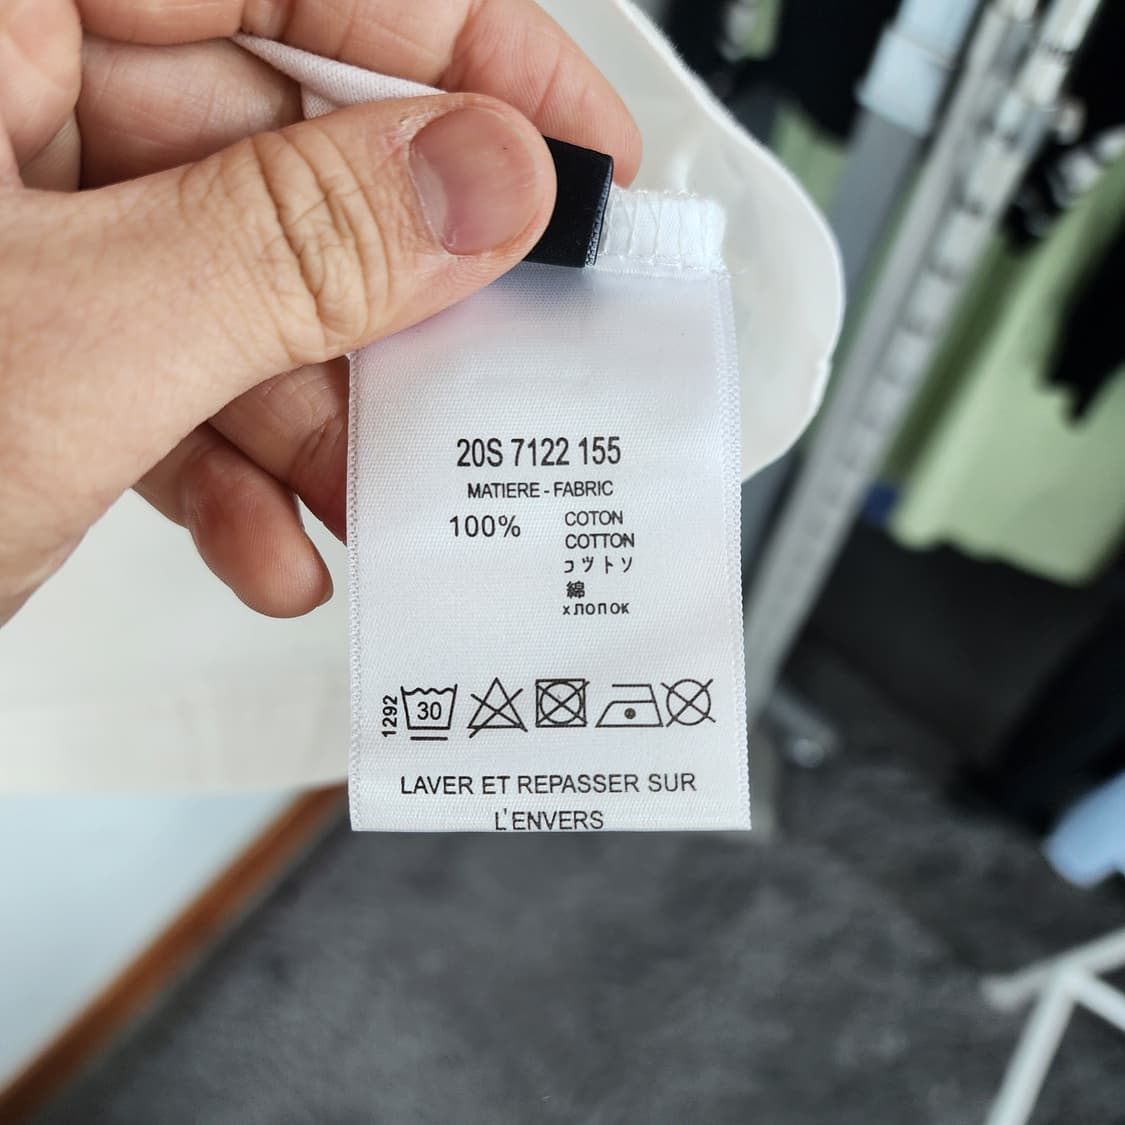 20S 7122 155
MATIERE - FABRIC
100% COTON
COTTON
コツトソ
綿
хлопок
1292
30
LAVER ET REPASSER SUR
L'ENVERS